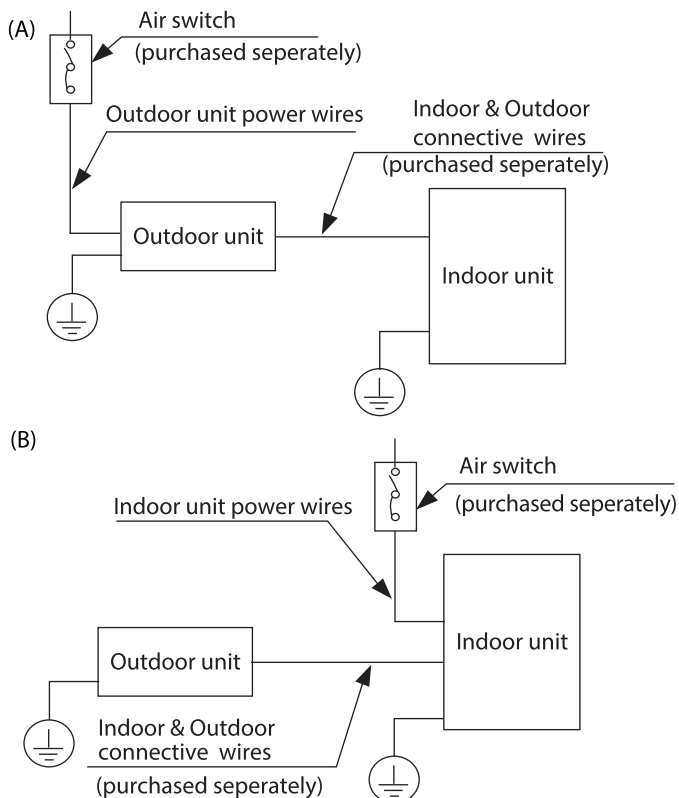 (A)
Air switch
(purchased seperately)
Outdoor unit power wires
Indoor & Outdoor
connective wires
(purchased seperately)
Outdoor unit
Indoor unit
(B)
Air switch
(purchased seperately)
Indoor unit power wires
Indoor unit
Outdoor unit
Indoor & Outdoor
connective wires
(purchased seperately)